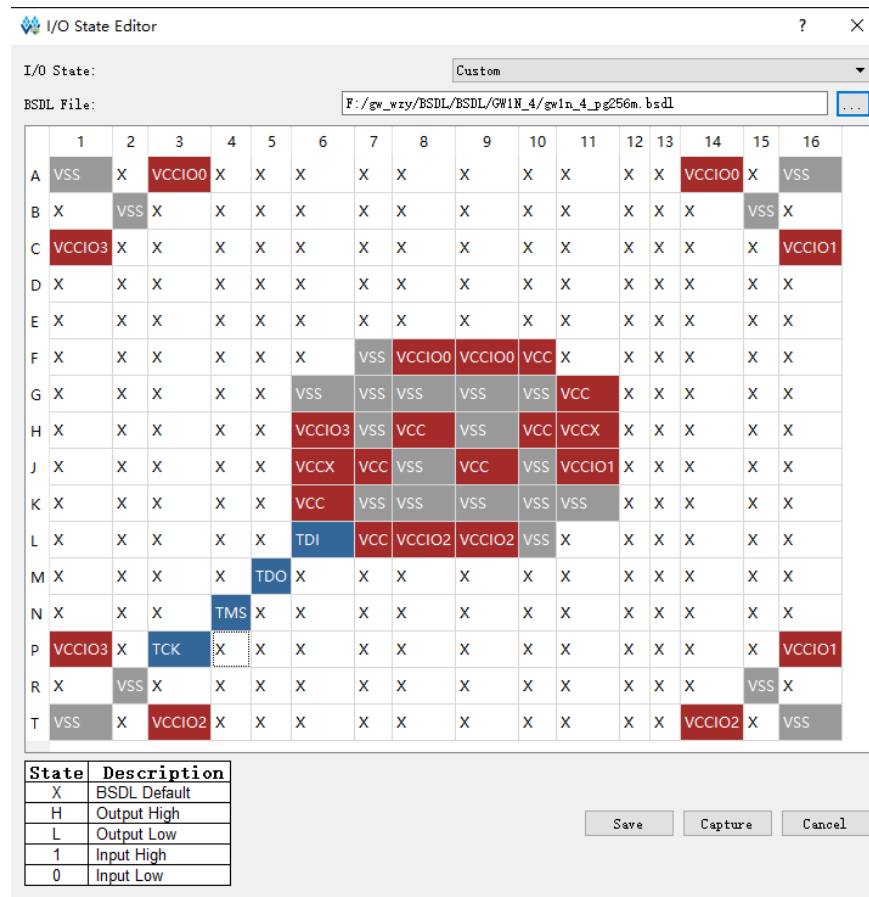 I/O State Editor ? ×
I/O State: Custom
BSDL File: F:/gw_wzy/BSDL/BSDL/GW1N_4/gw1n_4_pg256m.bsdl ...
1 2 3 4 5 6 7 8 9 10 11 12 13 14 15 16
A VSS X VCCIO0 X X X X X X X X X X VCCIO0 X VSS
B X VSS X X X X X X X X X X X X VSS X
C VCCIO3 X X X X X X X X X X X X X X VCCIO1
D X X X X X X X X X X X X X X X X
E X X X X X X X X X X X X X X X X
F X X X X X X VSS VCCIO0 VCCIO0 VCC X X X X X X
G X X X X X VSS VSS VSS VSS VSS VCC X X X X X
H X X X X X VCCIO3 VSS VCC VSS VCC VCCX X X X X X
J X X X X X VCCX VCC VSS VCC VSS VCCIO1 X X X X X
K X X X X X VCC VSS VSS VSS VSS VSS X X X X X
L X X X X X TDI VCC VCCIO2 VCCIO2 VSS X X X X X X
M X X X X TDO X X X X X X X X X X X
N X X X TMS X X X X X X X X X X X X
P VCCIO3 X TCK X X X X X X X X X X X X VCCIO1
R X VSS X X X X X X X X X X X X VSS X
T VSS X VCCIO2 X X X X X X X X X X VCCIO2 X VSS
State Description
X BSDL Default
H Output High
L Output Low
1 Input High
0 Input Low
Save Capture Cancel